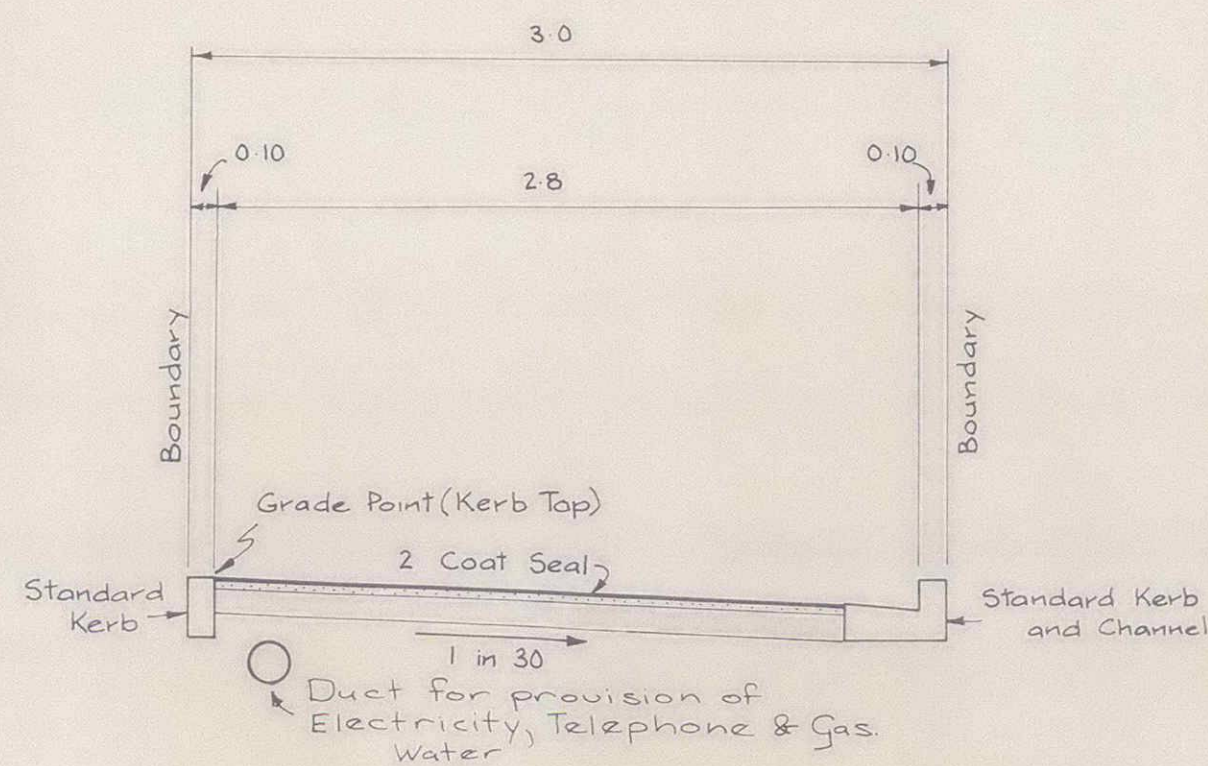 3.0
0.10
0.10
2.8
Boundary
Boundary
Grade Point (Kerb Top)
2 Coat Seal
Standard
Kerb
Standard Kerb
and Channel
1 in 30
Duct for provision of
Electricity, Telephone & Gas.
Water